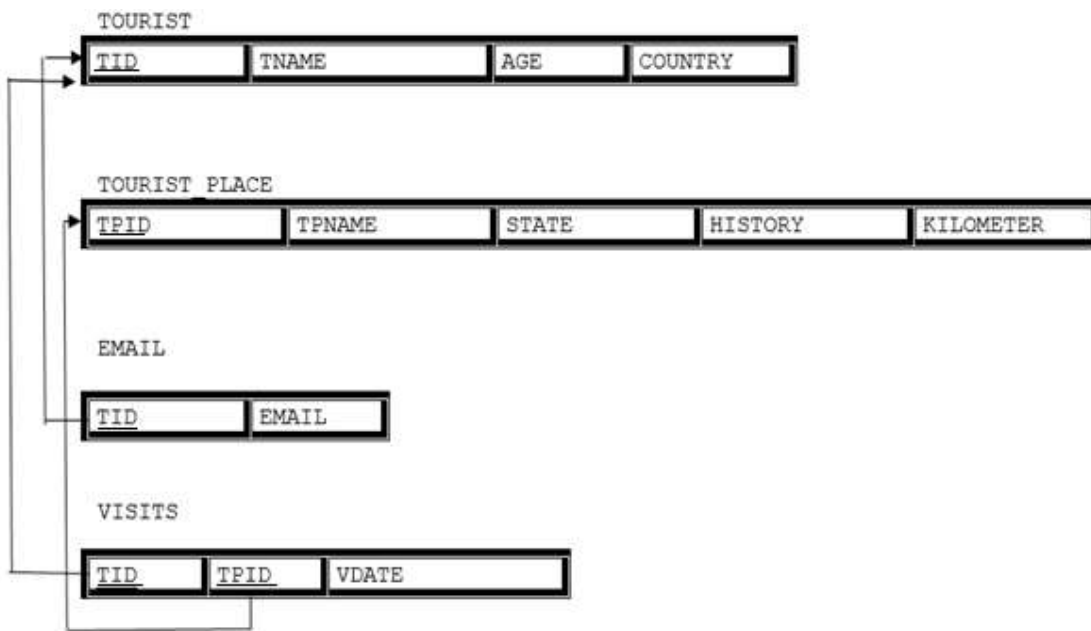 TOURIST
TID TNAME AGE COUNTRY
TOURIST_PLACE
TPID TPNAME STATE HISTORY KILOMETER
EMAIL
TID EMAIL
VISITS
TID TPID VDATE